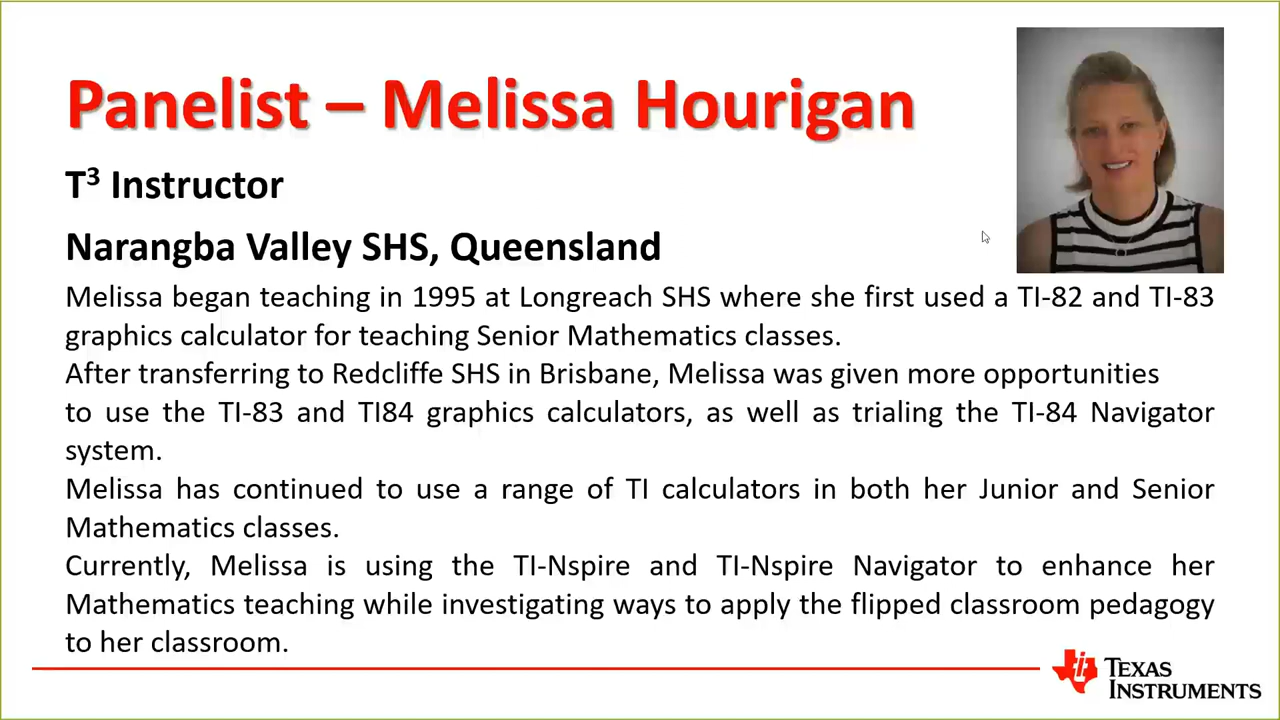 Panelist – Melissa Hourigan
T³ Instructor
Narangba Valley SHS, Queensland
Melissa began teaching in 1995 at Longreach SHS where she first used a TI-82 and TI-83
graphics calculator for teaching Senior Mathematics classes.
After transferring to Redcliffe SHS in Brisbane, Melissa was given more opportunities
to use the TI-83 and TI84 graphics calculators, as well as trialing the TI-84 Navigator
system.
Melissa has continued to use a range of TI calculators in both her Junior and Senior
Mathematics classes.
Currently, Melissa is using the TI-Nspire and TI-Nspire Navigator to enhance her
Mathematics teaching while investigating ways to apply the flipped classroom pedagogy
to her classroom.
TEXAS
INSTRUMENTS